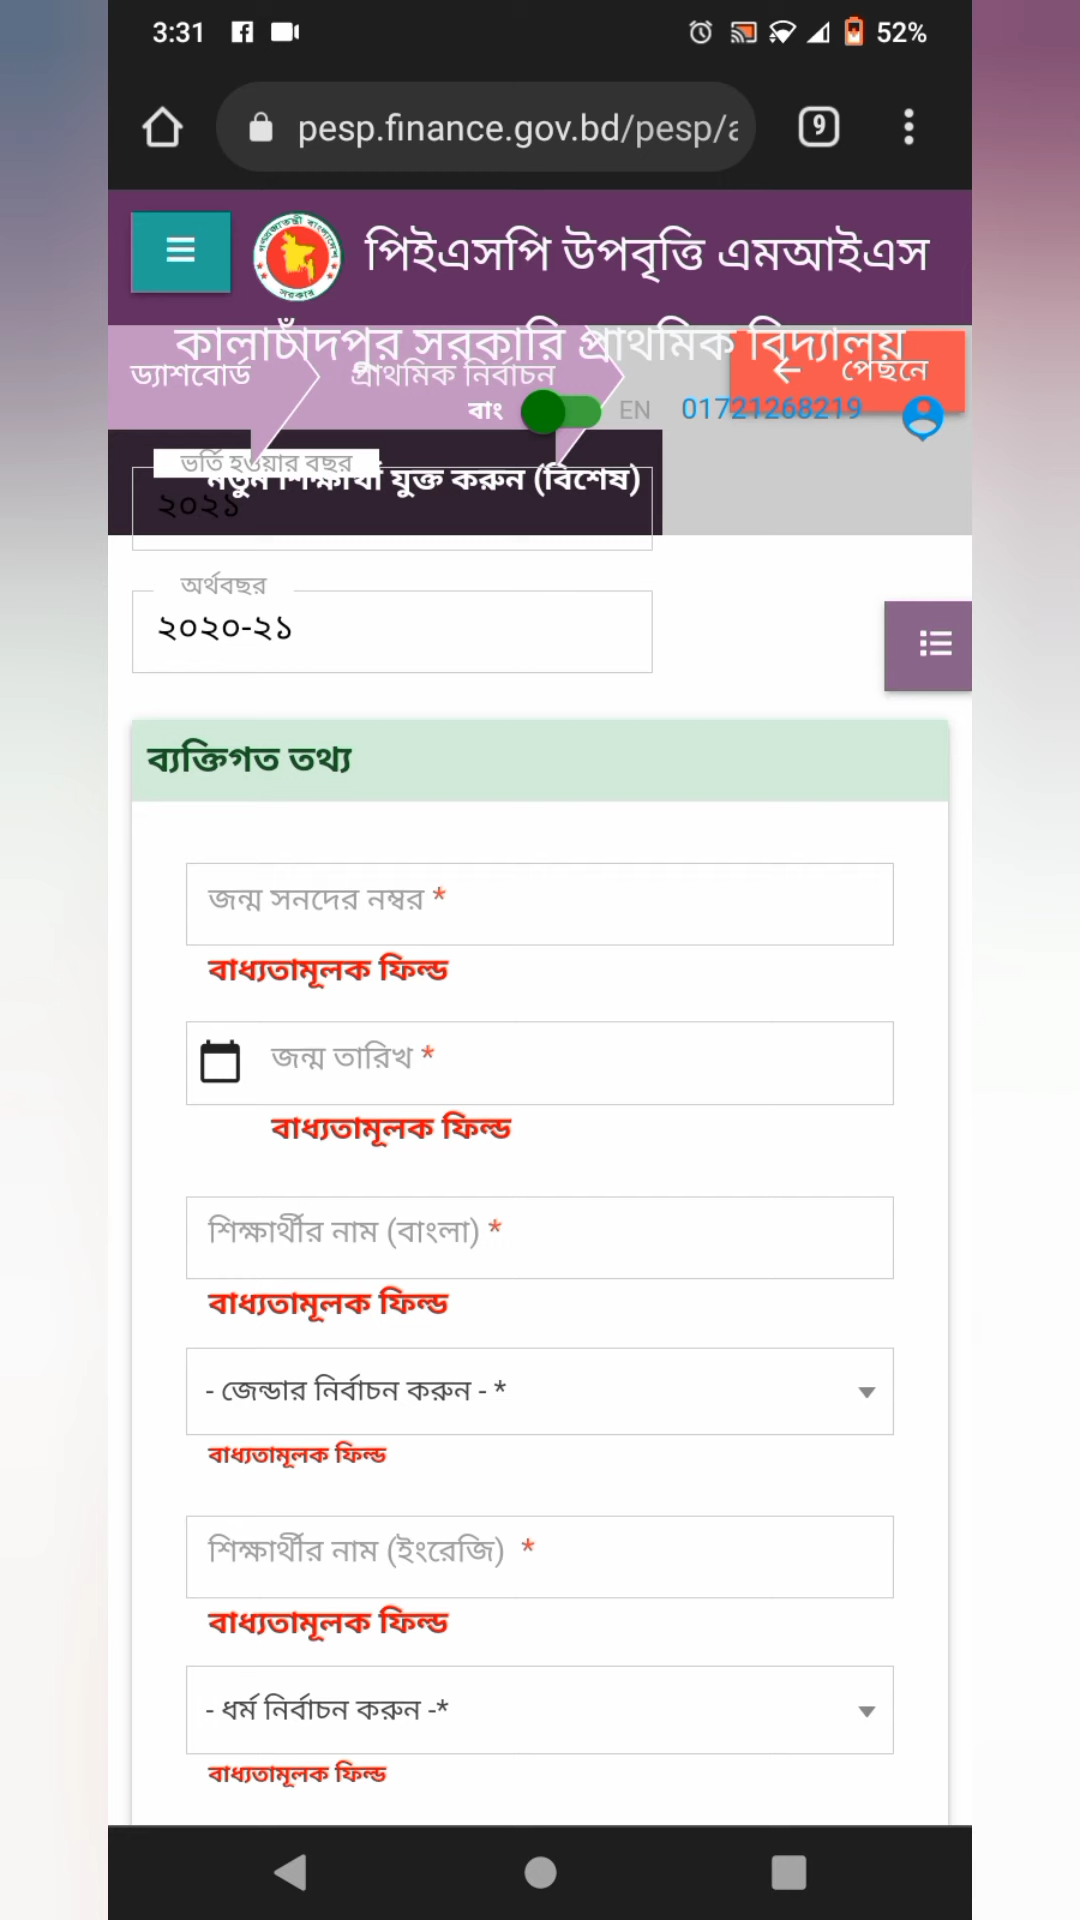 3:31
52%
pesp.finance.gov.bd/pesp/a
9
পিইএসপি উপবৃত্তি এমআইএস
কালাচাঁদপুর সরকারি প্রাথমিক বিদ্যালয়
ড্যাশবোর্ড
প্রাথমিক নির্বাচন
পেছনে
বাং
EN
01721268219
ভর্তি হওয়ার বছর
নতুন শিক্ষার্থী যুক্ত করুন (বিশেষ)
২০২১
অর্থবছর
২০২০-২১
ব্যক্তিগত তথ্য
জন্ম সনদের নম্বর *
বাধ্যতামূলক ফিল্ড
জন্ম তারিখ *
বাধ্যতামূলক ফিল্ড
শিক্ষার্থীর নাম (বাংলা) *
বাধ্যতামূলক ফিল্ড
- জেন্ডার নির্বাচন করুন - *
বাধ্যতামূলক ফিল্ড
শিক্ষার্থীর নাম (ইংরেজি) *
বাধ্যতামূলক ফিল্ড
- ধর্ম নির্বাচন করুন -*
বাধ্যতামূলক ফিল্ড